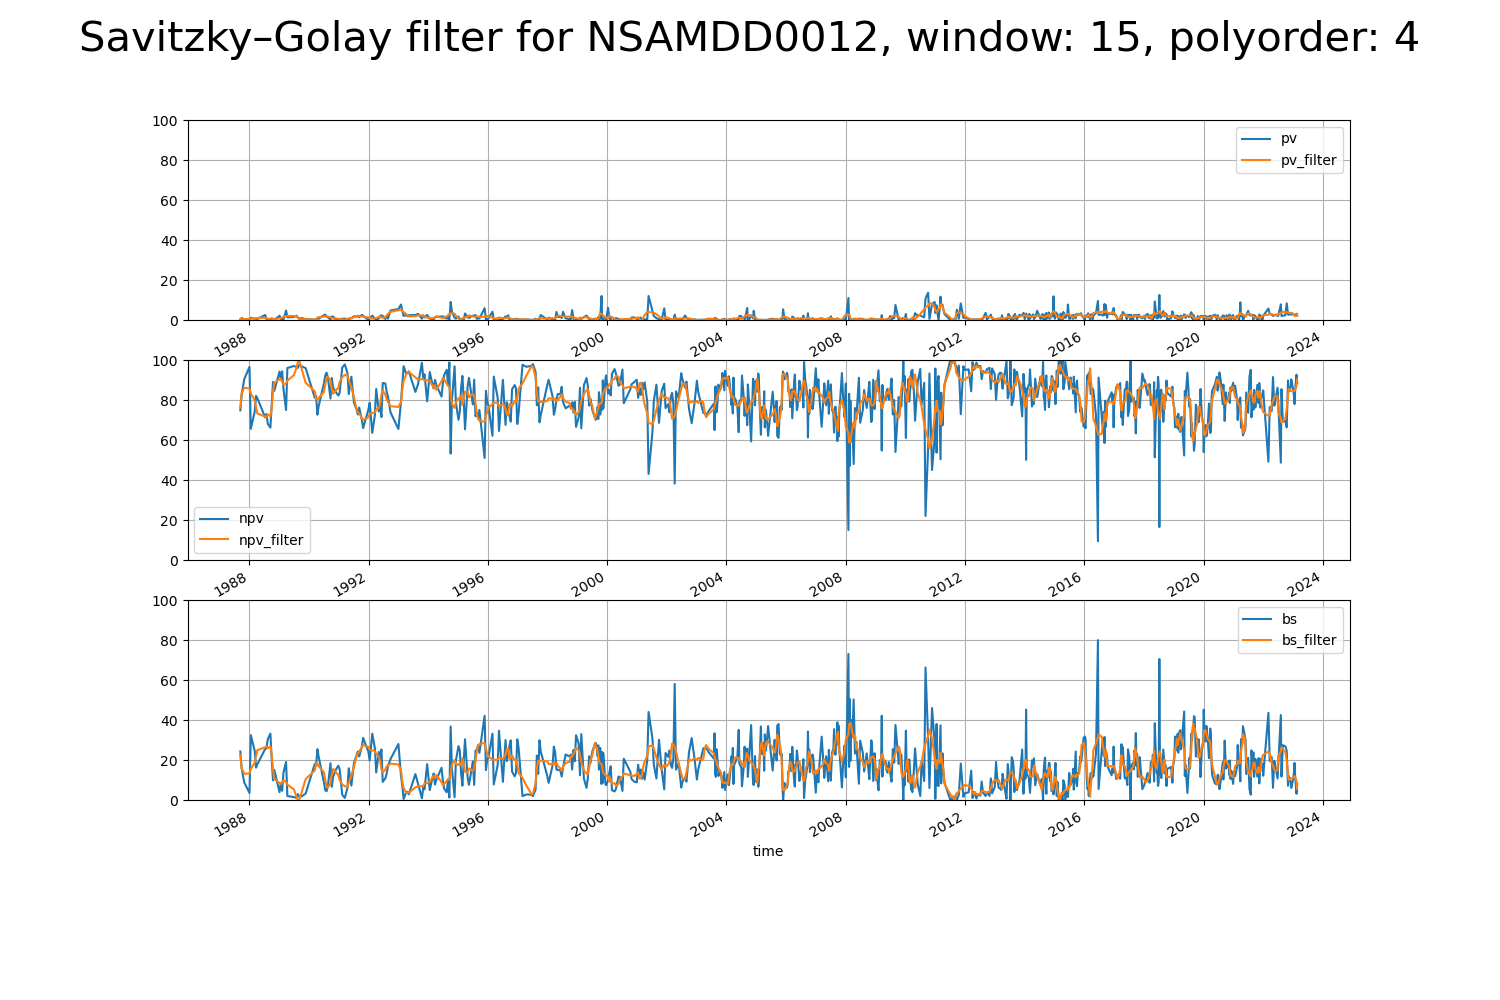 Savitzky–Golay filter for NSAMDD0012, window: 15, polyorder: 4
100
80
60
40
20
0
pv
pv_filter
1988 1992 1996 2000 2004 2008 2012 2016 2020 2024
100
80
60
40
20
0
npv
npv_filter
1988 1992 1996 2000 2004 2008 2012 2016 2020 2024
100
80
60
40
20
0
bs
bs_filter
1988 1992 1996 2000 2004 2008 2012 2016 2020 2024
time